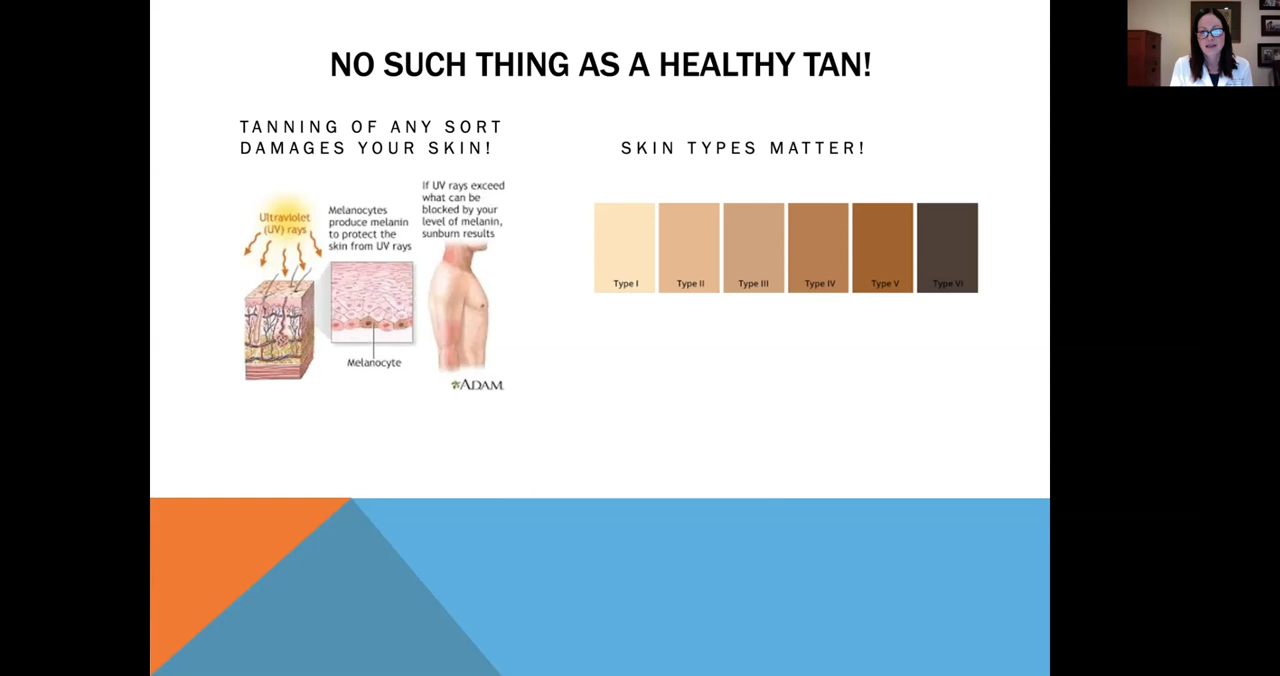 NO SUCH THING AS A HEALTHY TAN!
TANNING OF ANY SORT
DAMAGES YOUR SKIN!
Ultraviolet
(UV) rays
Melanocytes
produce melanin
to protect the
skin from UV rays
If UV rays exceed
what can be
blocked by your
level of melanin,
sunburn results
Melanocyte
ADAM
SKIN TYPES MATTER!
Type I
Type II
Type III
Type IV
Type V
Type VI